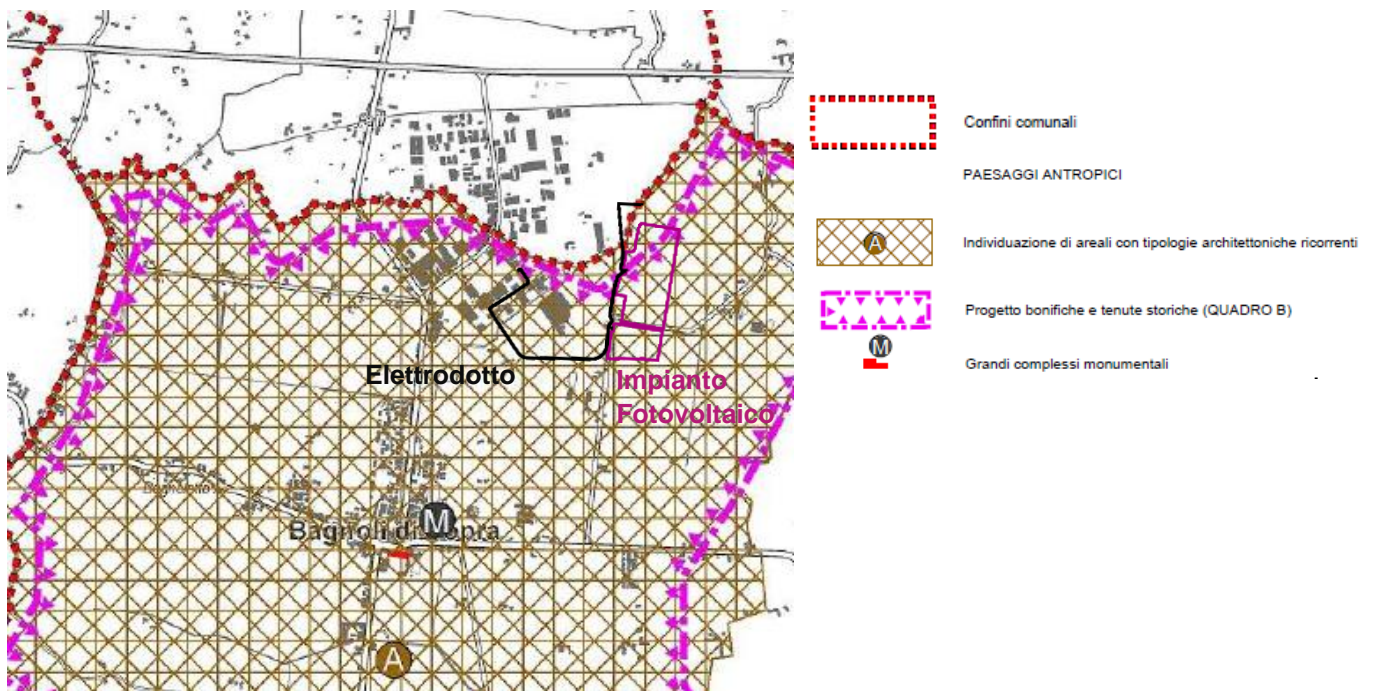 Elettrodotto
Impianto
Fotovoltaico
M
Bagnoli di Sopra
A
Confini comunali
PAESAGGI ANTROPICI
A
Individuazione di areali con tipologie architettoniche ricorrenti
Progetto bonifiche e tenute storiche (QUADRO B)
M
Grandi complessi monumentali